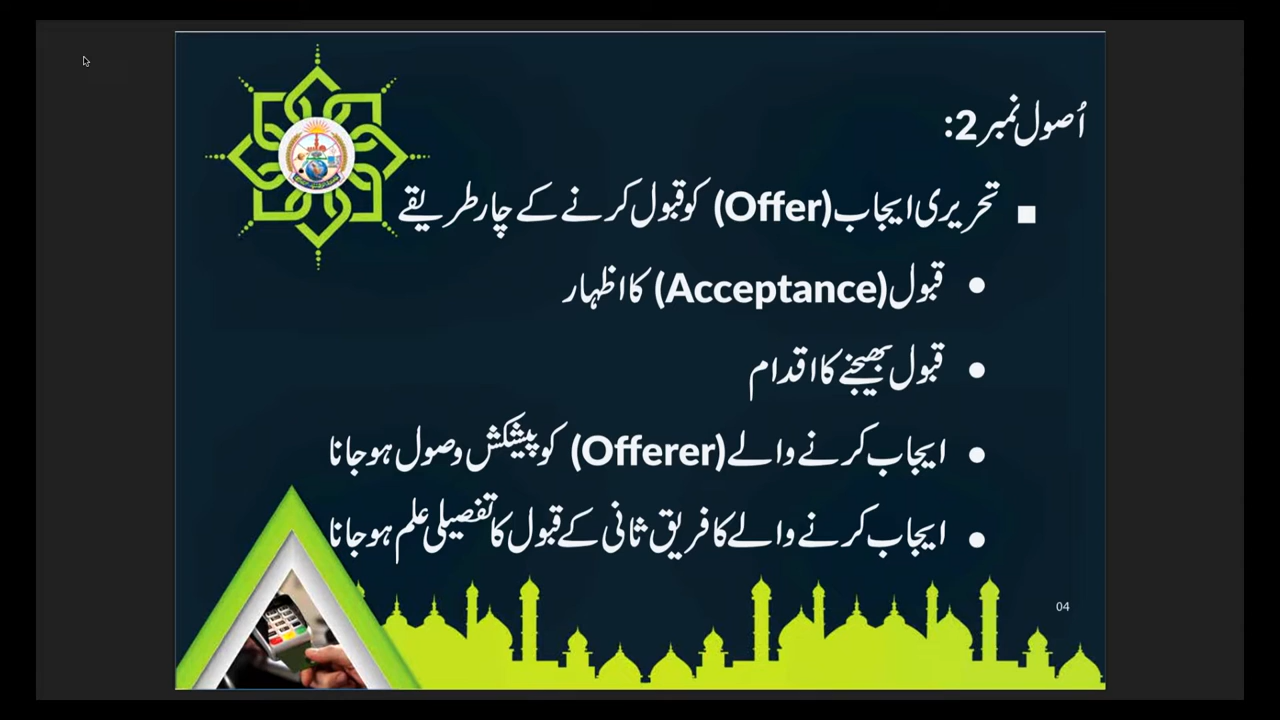 اُصول نمبر 2:
تحریری ایجاب (Offer) کو قبول کرنے کے چار طریقے
قبول (Acceptance) کا اظہار
قبول بھیجنے کا اقدام
ایجاب کرنے والے (Offerer) کو پیشکش وصول ہو جانا
ایجاب کرنے والے کا فریق ثانی کے قبول کا تفصیلی علم ہو جانا
04